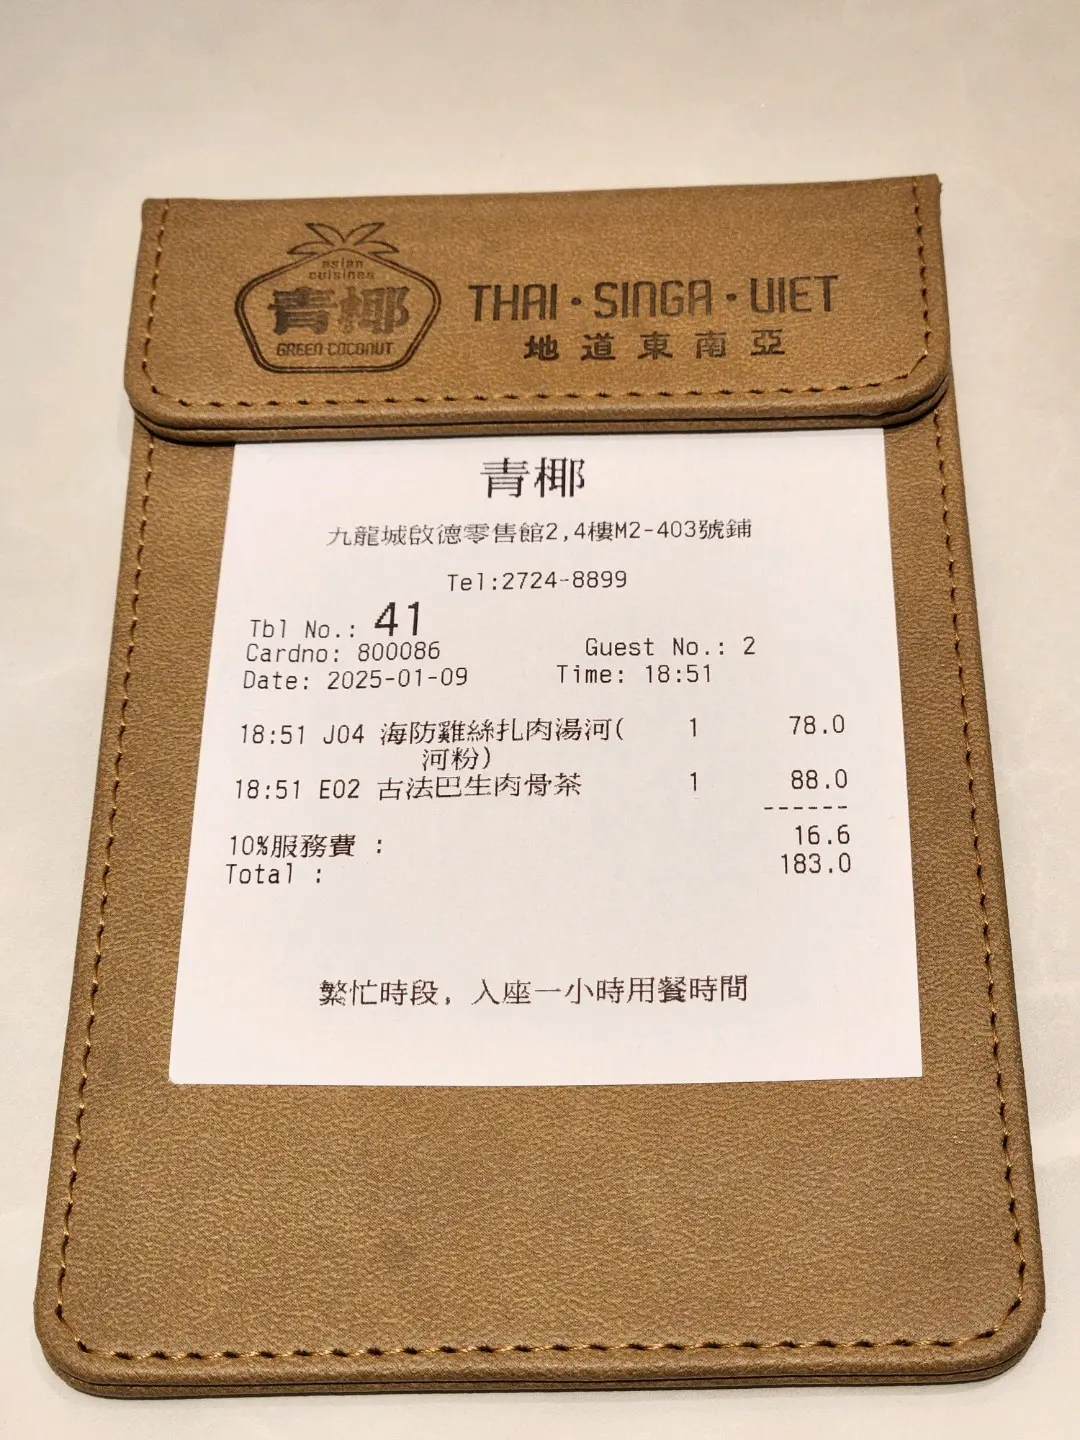 asian
cuisines
青椰
GREEN COCONUT
THAI·SINGA·VIET
地道東南亞
青椰
九龍城啟德零售館2,4樓M2-403號鋪
Tel:2724-8899
Tbl No.: 41
Cardno: 800086 Guest No.: 2
Date: 2025-01-09 Time: 18:51
18:51 J04 海防雞絲扎肉湯河( 1 78.0
河粉)
18:51 E02 古法巴生肉骨茶 1 88.0
------
10%服務費 : 16.6
Total : 183.0
繁忙時段, 入座一小時用餐時間